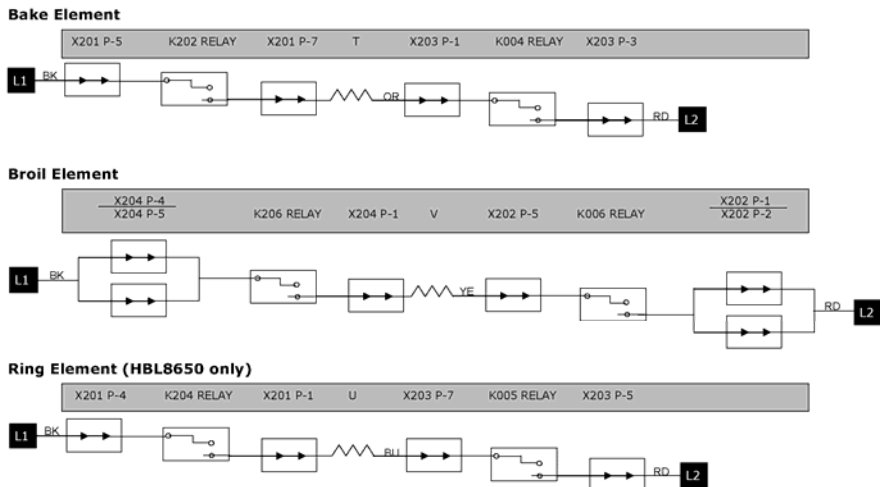 Bake Element
X201 P-5 K202 RELAY X201 P-7 T X203 P-1 K004 RELAY X203 P-3
L1 BK OR RD L2
Broil Element
X204 P-4 X202 P-1
X204 P-5 K206 RELAY X204 P-1 V X202 P-5 K006 RELAY X202 P-2
L1 BK YE RD L2
Ring Element (HBL8650 only)
X201 P-4 K204 RELAY X201 P-1 U X203 P-7 K005 RELAY X203 P-5
L1 BK BU RD L2